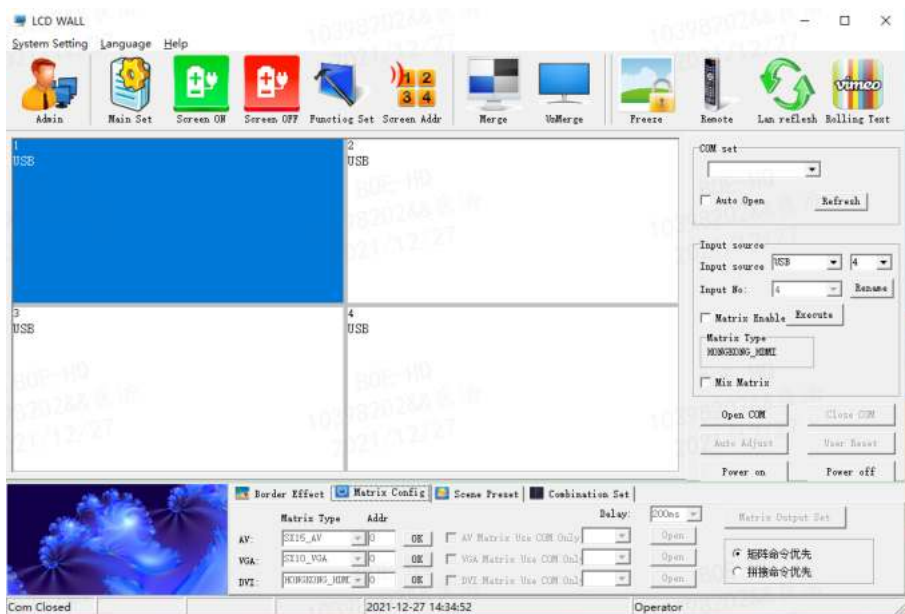 LCD WALL
System Setting Language Help
Admin Main Set Screen ON Screen OFF Functiog Set Screen Addr Merge UnMerge Freeze Remote Lan reflesh Rolling Text
1 2
3 4
vimeo
1
USB
2
USB
3
USB
4
USB
COM set
Auto Open Refresh
Input source
Input source USB 4
Input No: 4 Rename
Matrix Enable Execute
Matrix Type
HONGKONG_HDMI
Mix Matrix
Open COM Close COM
Auto Adjust User Reset
Power on Power off
Border Effect Matrix Config Scene Preset Combination Set
Matrix Type Addr Delay: 200ms Matrix Output Set
AV: SX16_AV 0 OK AV Matrix Use COM Only Open
VGA: SX10_VGA 0 OK VGA Matrix Use COM Onl Open
DVI: HONGKONG_HDMI 0 OK DVI Matrix Use COM Onl Open
矩阵命令优先
拼接命令优先
Com Closed 2021-12-27 14:34:52 Operator